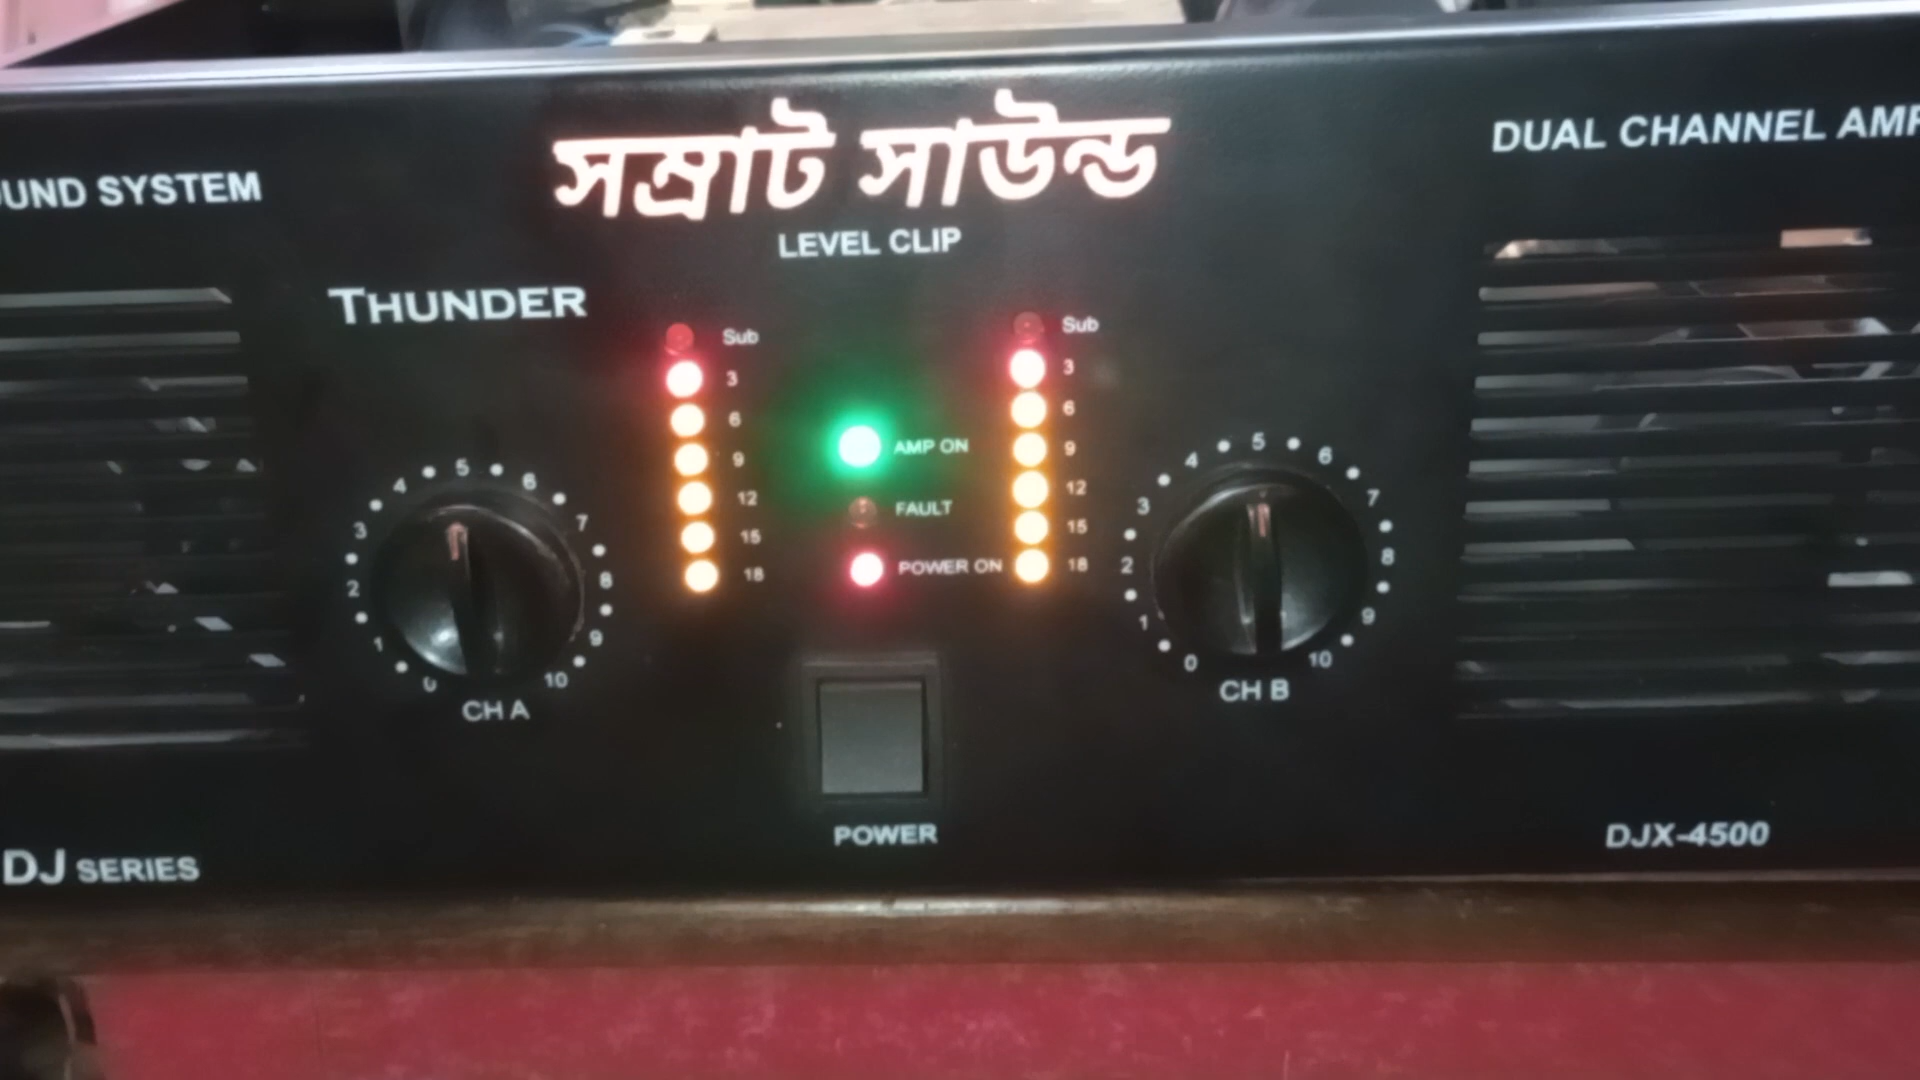 সম্রাট সাউন্ড
DUAL CHANNEL
SYSTEM
LEVEL CLIP
THUNDER
Sub
3
6
9
12
15
18
AMP ON
FAULT
POWER ON
Sub
3
6
9
12
15
18
0 1 2 3 4 5 6 7 8 9 10
CH A
0 1 2 3 4 5 6 7 8 9 10
CH B
POWER
DJ SERIES
DJX-4500